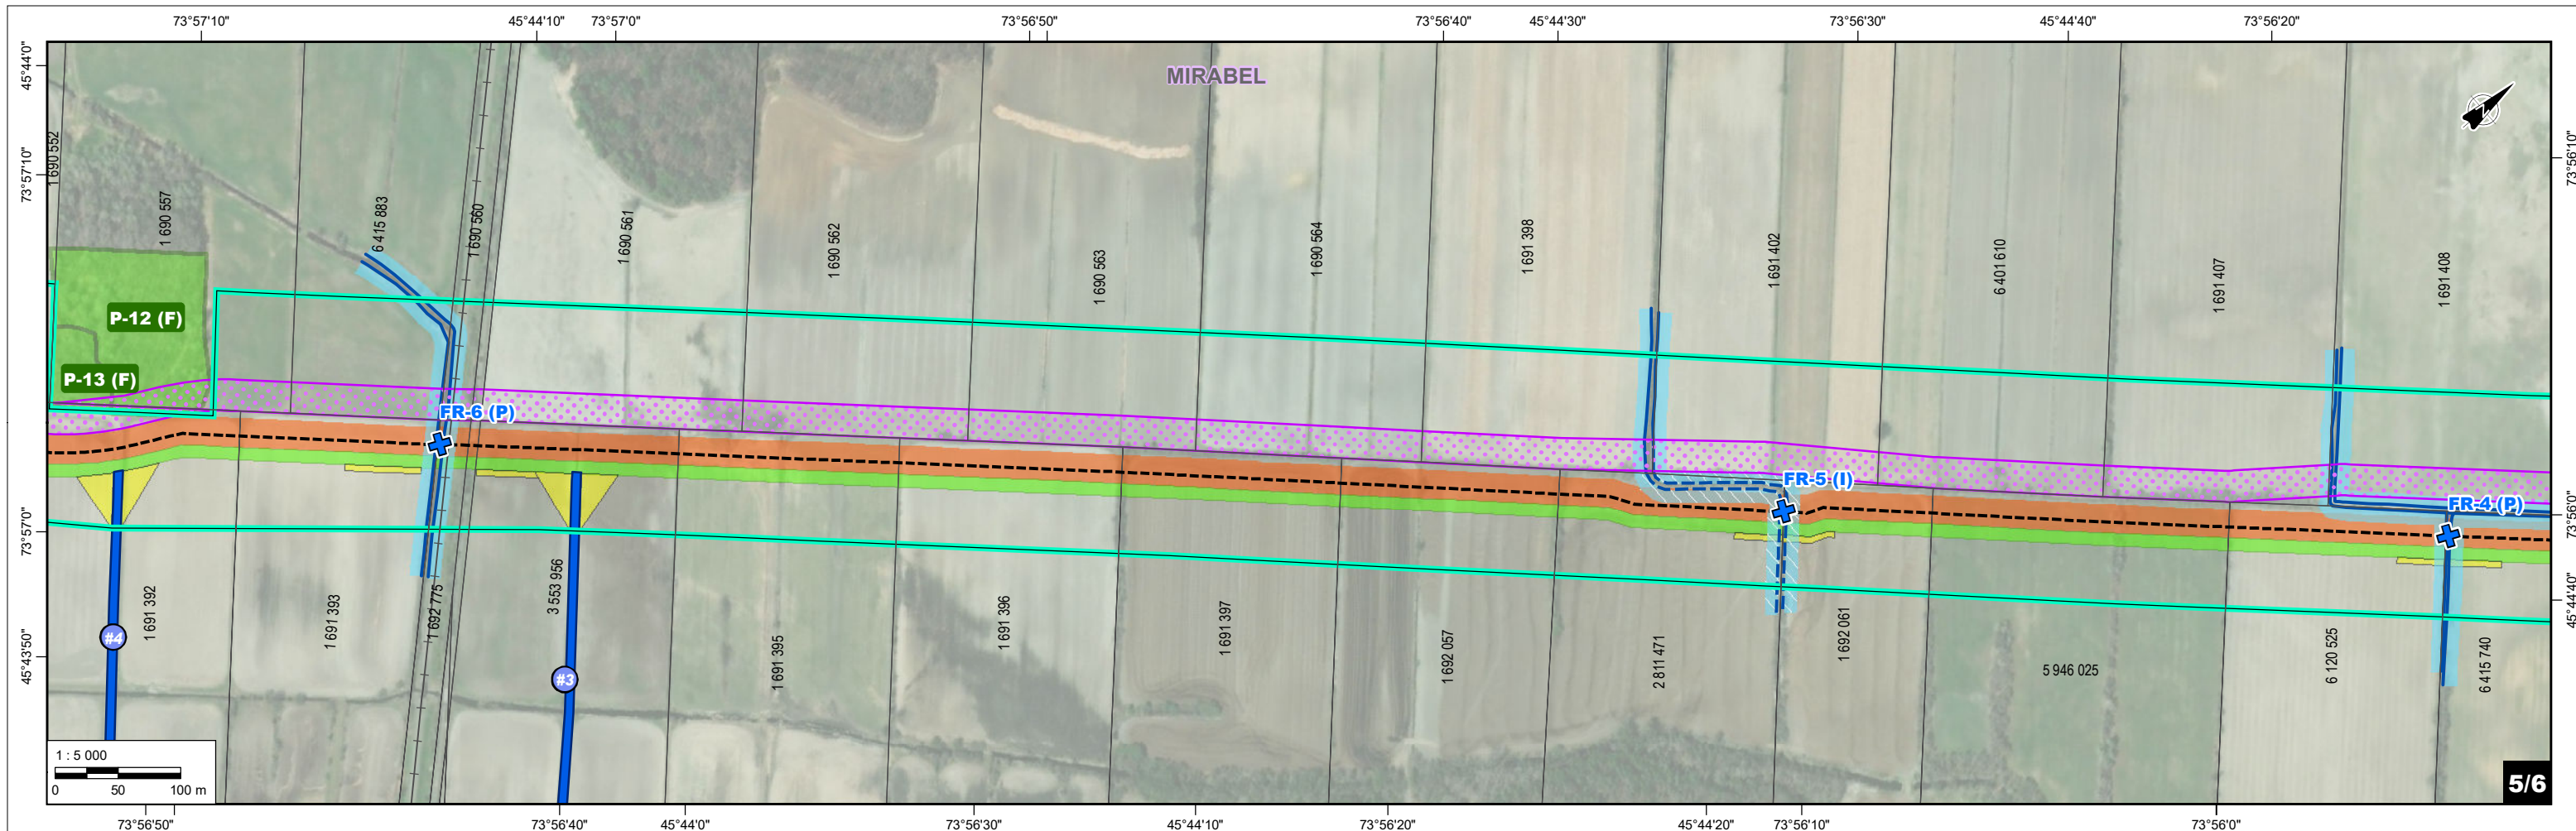 73°57'10"
45°44'10"
73°57'0"
73°56'50"
73°56'40"
45°44'30"
73°56'30"
45°44'40"
73°56'20"
45°44'0"
73°57'10"
73°57'0"
45°43'50"
73°56'10"
73°56'0"
45°44'40"
MIRABEL
1 690 552
1 690 557
6 415 883
1 690 560
1 690 561
1 690 562
1 690 563
1 690 564
1 691 398
1 691 402
6 401 610
1 691 407
1 691 408
P-12 (F)
P-13 (F)
FR-6 (P)
FR-5 (I)
FR-4 (P)
1 691 392
1 691 393
1 692 775
3 553 956
1 691 395
1 691 396
1 691 397
1 692 057
2 811 471
1 692 061
5 946 025
6 120 525
6 415 740
#4
#3
1 : 5 000
0 50 100 m
5/6
73°56'50"
73°56'40"
45°44'0"
73°56'30"
45°44'10"
73°56'20"
45°44'20"
73°56'10"
73°56'0"